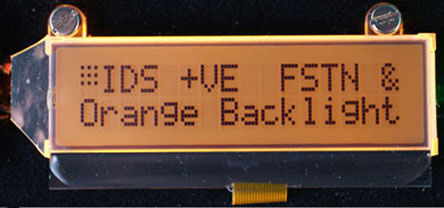 IDS +VE FSTN &
Orange Backlight